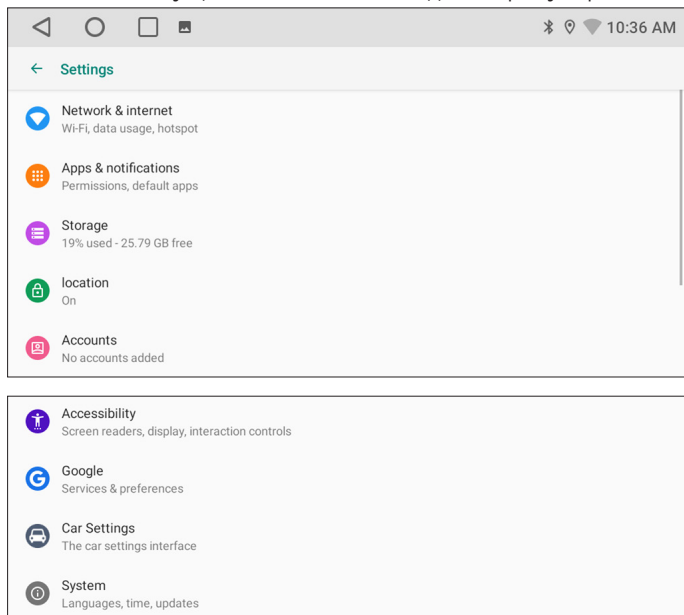 10:36 AM
Settings
Network & internet
Wi-Fi, data usage, hotspot
Apps & notifications
Permissions, default apps
Storage
19% used - 25.79 GB free
location
On
Accounts
No accounts added
Accessibility
Screen readers, display, interaction controls
Google
Services & preferences
Car Settings
The car settings interface
System
Languages, time, updates